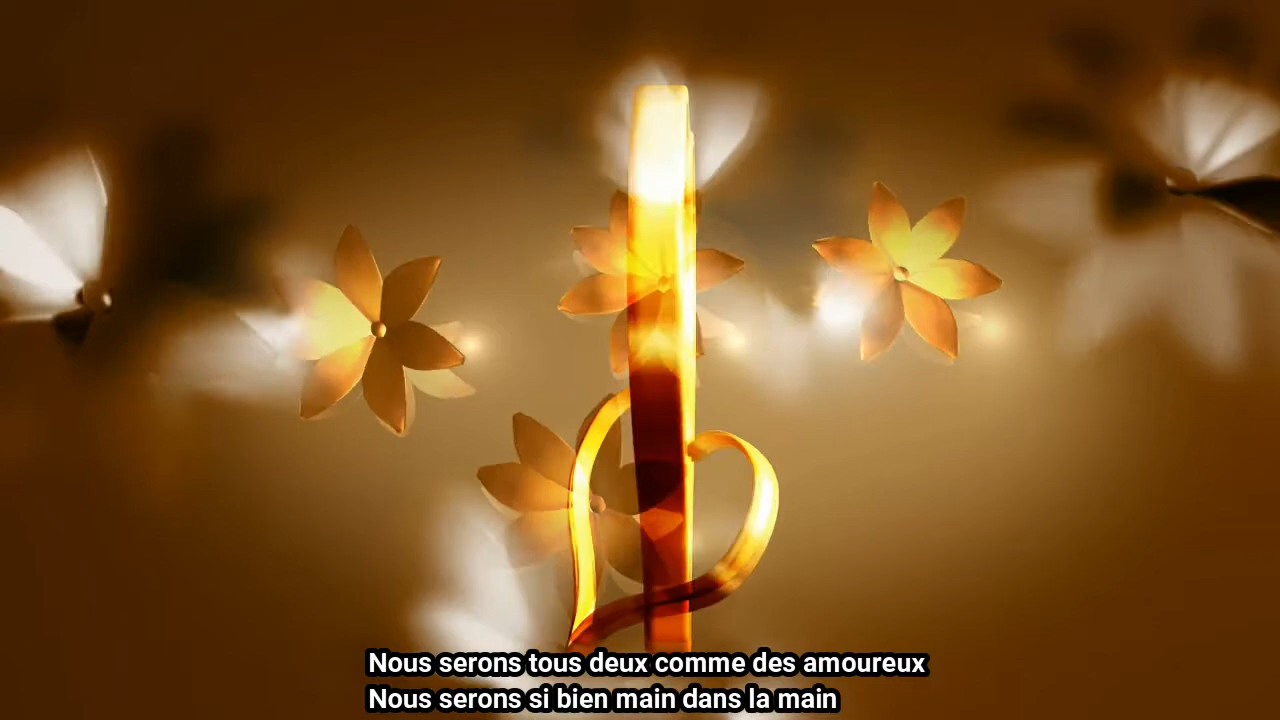 Nous serons tous deux comme des amoureux
Nous serons si bien main dans la main